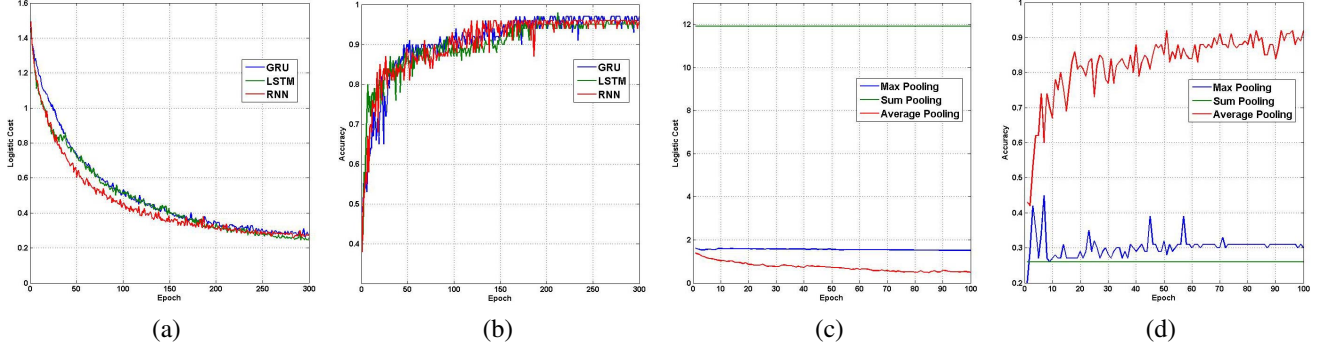 1.6
1.4
1.2
1
0.8
0.6
0.4
0.2
0
Logistic Cost
GRU
LSTM
RNN
0 50 100 150 200 250 300
Epoch
(a)
1
0.9
0.8
0.7
0.6
0.5
0.4
Accuracy
GRU
LSTM
RNN
0 50 100 150 200 250 300
Epoch
(b)
12
10
8
6
4
2
0
Logistic Cost
Max Pooling
Sum Pooling
Average Pooling
0 10 20 30 40 50 60 70 80 90 100
Epoch
(c)
1
0.9
0.8
0.7
0.6
0.5
0.4
0.3
0.2
Accuracy
Max Pooling
Sum Pooling
Average Pooling
0 10 20 30 40 50 60 70 80 90 100
Epoch
(d)